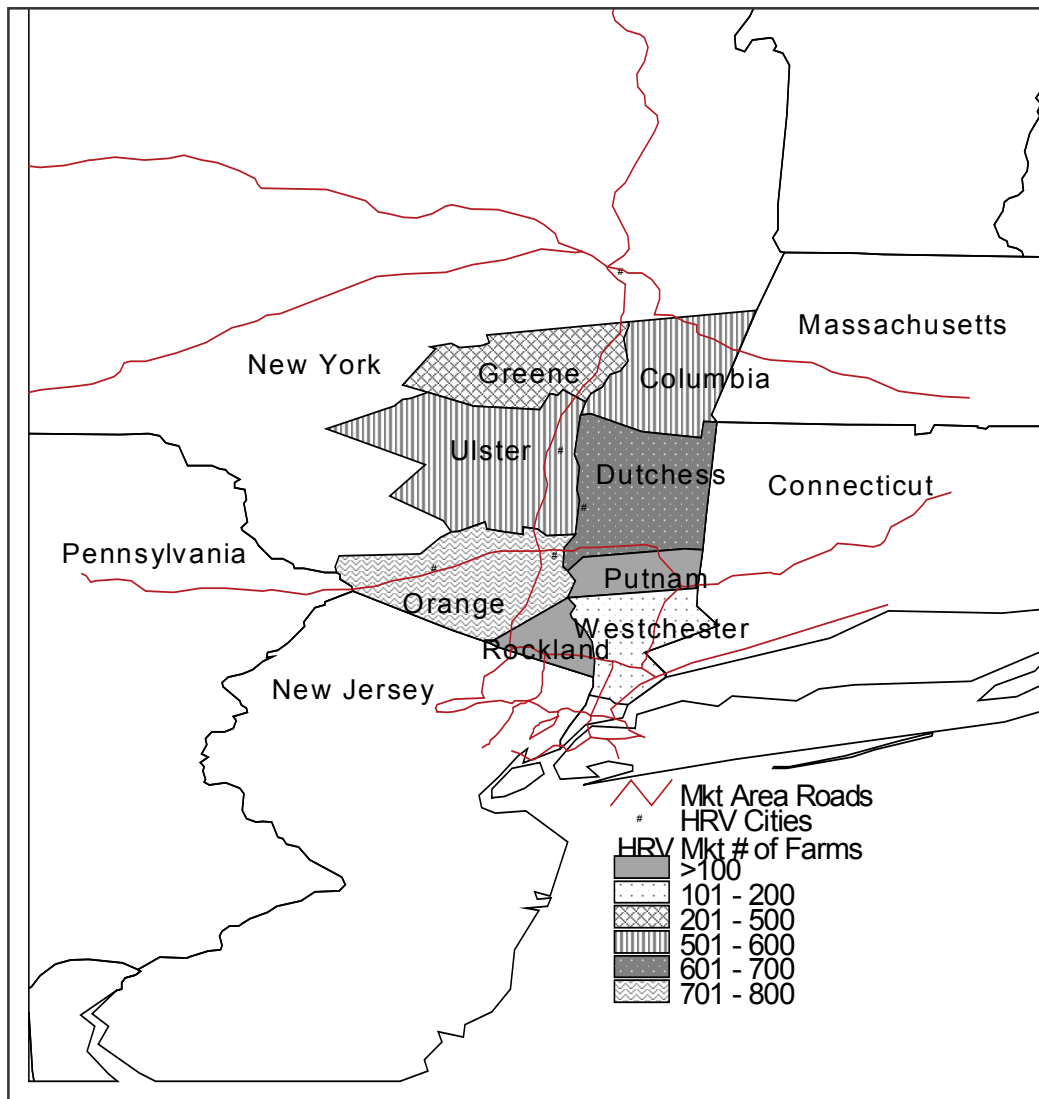 Massachusetts
New York
Greene
Columbia
Ulster
Dutchess
Connecticut
Pennsylvania
Putnam
Orange
Westchester
Rockland
New Jersey
Mkt Area Roads
# HRV Cities
HRV Mkt # of Farms
>100
101 - 200
201 - 500
501 - 600
601 - 700
701 - 800
#
#
#
#
#